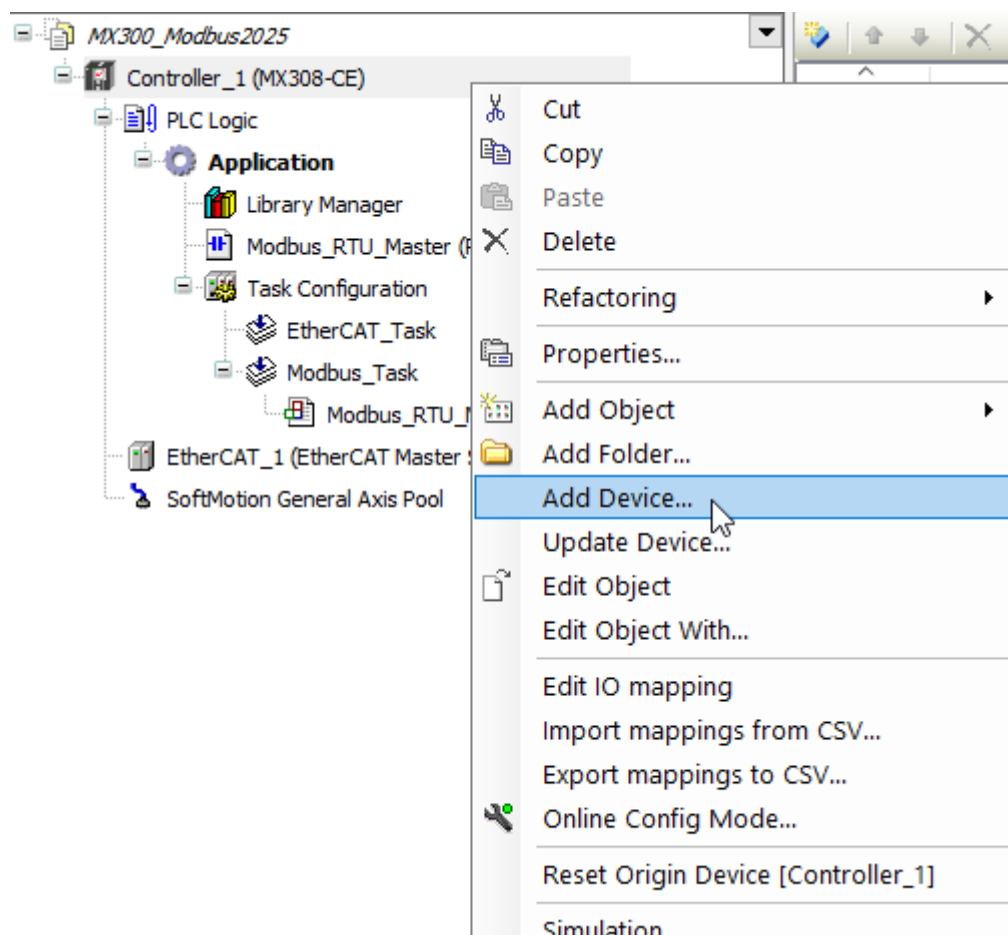 MX300_Modbus2025
Controller_1 (MX308-CE)
PLC Logic
Application
Library Manager
Modbus_RTU_Master
Task Configuration
EtherCAT_Task
Modbus_Task
Modbus_RTU_
EtherCAT_1 (EtherCAT Master
SoftMotion General Axis Pool
Cut
Copy
Paste
Delete
Refactoring
Properties...
Add Object
Add Folder...
Add Device...
Update Device...
Edit Object
Edit Object With...
Edit IO mapping
Import mappings from CSV...
Export mappings to CSV...
Online Config Mode...
Reset Origin Device [Controller_1]
Simulation